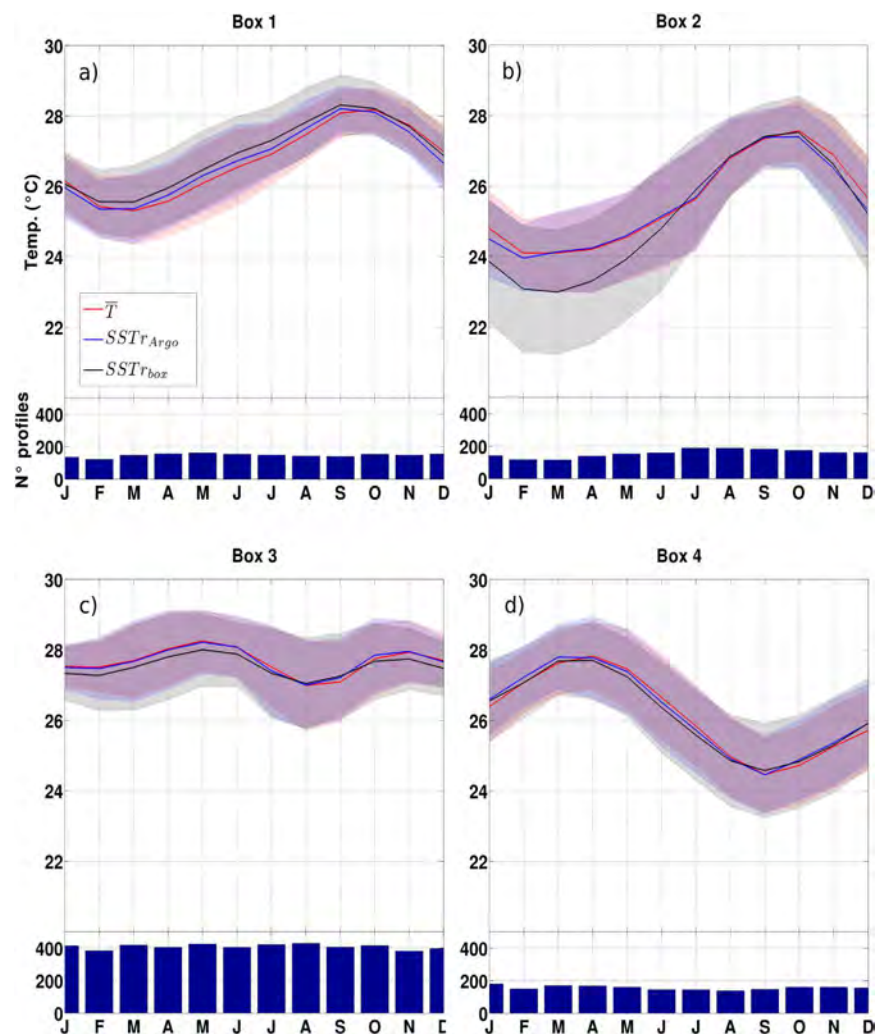 Box 1
Box 2
30
28
26
24
22
Temp. (°C)
a)
T̅
SSTr_Argo
SSTr_box
400
200
0
N° profiles
J F M A M J J A S O N D
30
28
26
24
22
b)
400
200
0
J F M A M J J A S O N D
Box 3
Box 4
30
28
26
24
22
c)
400
200
0
J F M A M J J A S O N D
30
28
26
24
22
d)
400
200
0
J F M A M J J A S O N D